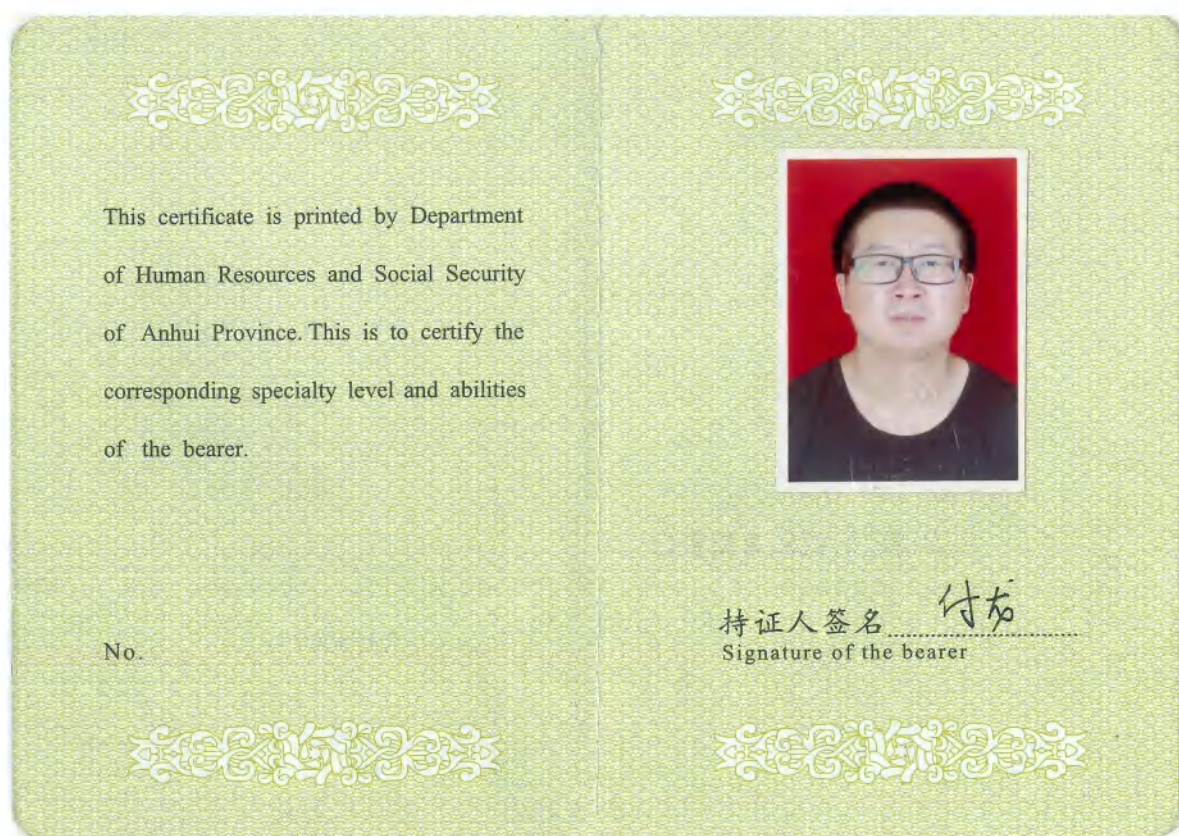 This certificate is printed by Department
of Human Resources and Social Security
of Anhui Province. This is to certify the
corresponding specialty level and abilities
of the bearer.
No.
持证人签名 付龙
Signature of the bearer